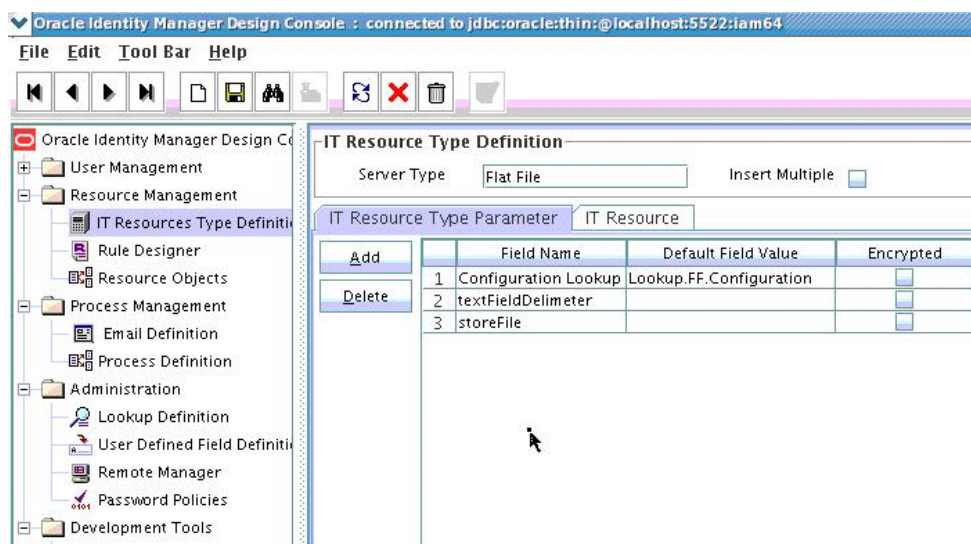 Oracle Identity Manager Design Console : connected to jdbc:oracle:thin:@localhost:5522:iam64
File Edit Tool Bar Help
Oracle Identity Manager Design Co
User Management
Resource Management
IT Resources Type Definiti
Rule Designer
Resource Objects
Process Management
Email Definition
Process Definition
Administration
Lookup Definition
User Defined Field Definiti
Remote Manager
Password Policies
Development Tools
IT Resource Type Definition
Server Type Flat File Insert Multiple
IT Resource Type Parameter IT Resource
Add
Delete
Field Name Default Field Value Encrypted
1 Configuration Lookup Lookup.FF.Configuration
2 textFieldDelimeter
3 storeFile